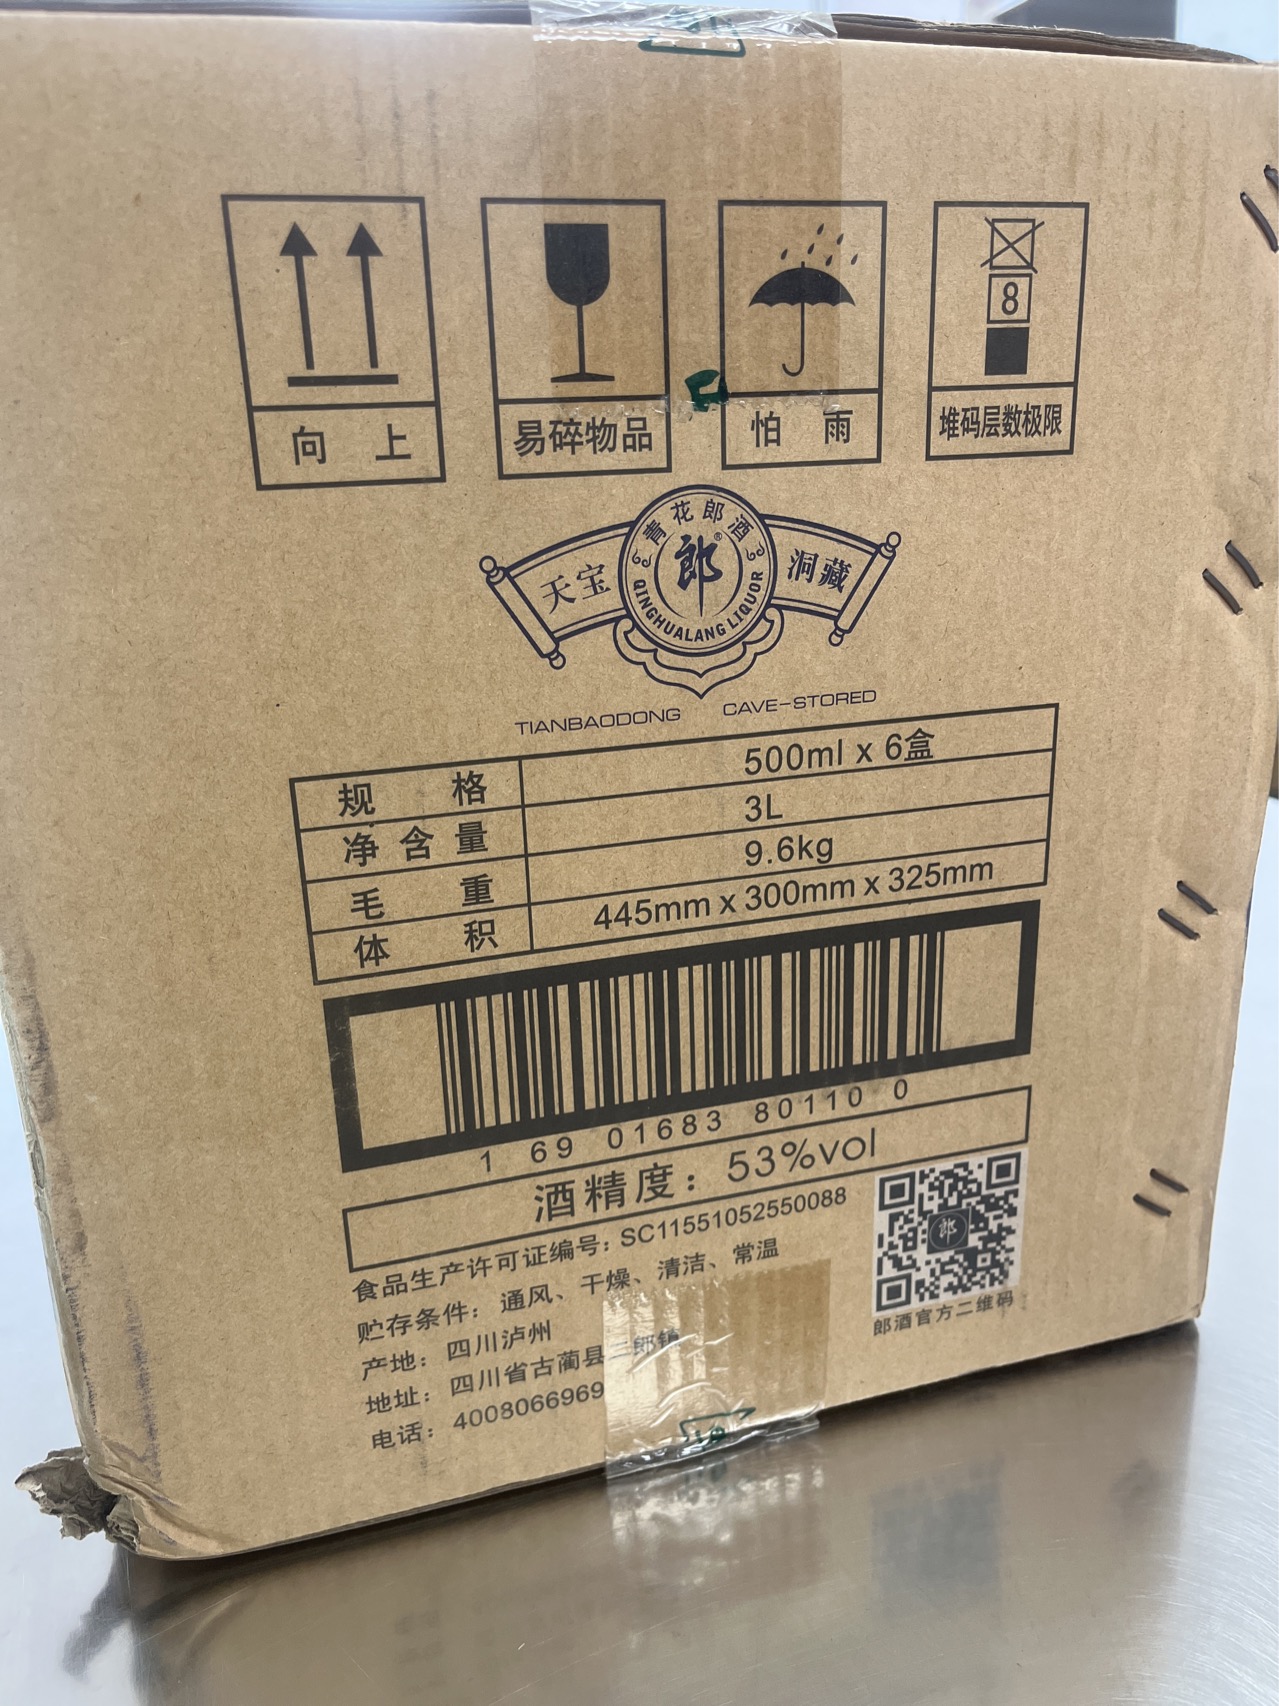 8
向 上
易碎物品
怕 雨
堆码层数极限
青花郎酒
天宝
郎®
洞藏
QINGHUALANG LIQUOR
TIANBAODONG CAVE-STORED
规格 500ml x 6盒
净含量 3L
毛重 9.6kg
体积 445mm x 300mm x 325mm
1 69 01683 80110 0
酒精度：53%vol
食品生产许可证编号：SC11551052550088
贮存条件：通风、干燥、清洁、常温
产地：四川泸州
地址：四川省古蔺县二郎镇
电话：4008066969
郎
郎酒官方二维码